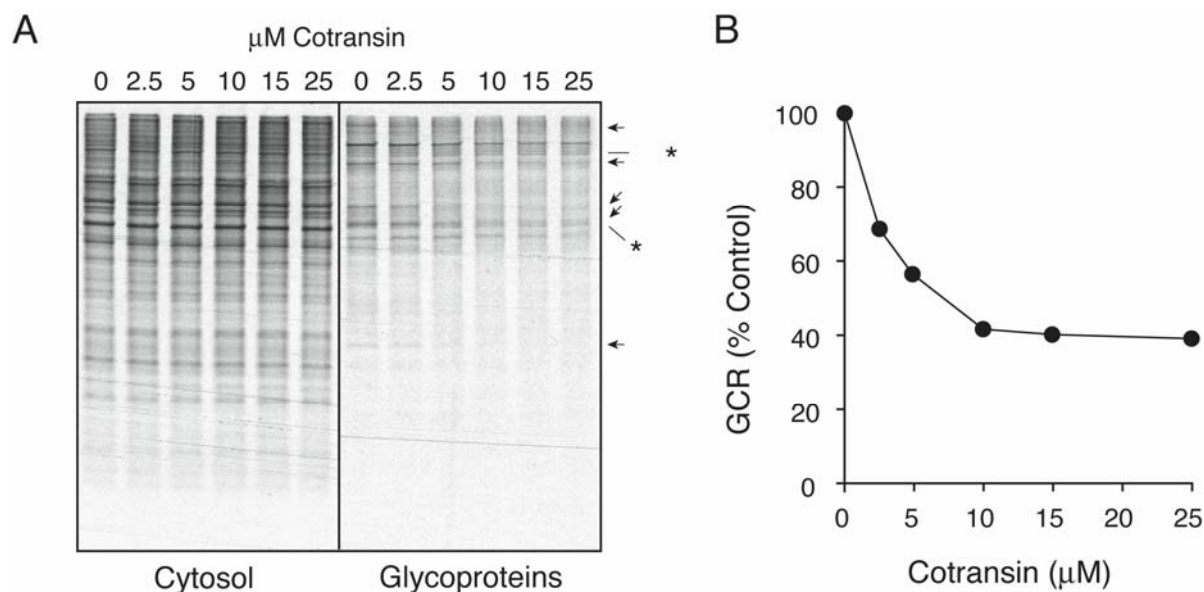 A
μM Cotransin
0 2.5 5 10 15 25 0 2.5 5 10 15 25
*
*
Cytosol Glycoproteins
B
GCR (% Control)
100
80
60
40
20
0
0 5 10 15 20 25
Cotransin (μM)